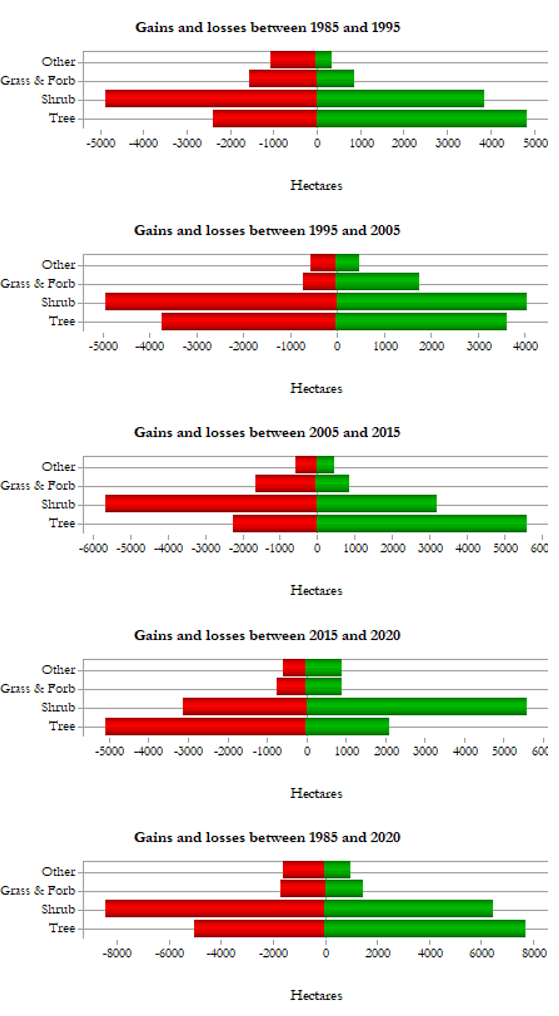 Gains and losses between 1985 and 1995
Other
Grass & Forb
Shrub
Tree
-5000 -4000 -3000 -2000 -1000 0 1000 2000 3000 4000 5000
Hectares
Gains and losses between 1995 and 2005
Other
Grass & Forb
Shrub
Tree
-5000 -4000 -3000 -2000 -1000 0 1000 2000 3000 4000
Hectares
Gains and losses between 2005 and 2015
Other
Grass & Forb
Shrub
Tree
-6000 -5000 -4000 -3000 -2000 -1000 0 1000 2000 3000 4000 5000 600
Hectares
Gains and losses between 2015 and 2020
Other
Grass & Forb
Shrub
Tree
-5000 -4000 -3000 -2000 -1000 0 1000 2000 3000 4000 5000 600
Hectares
Gains and losses between 1985 and 2020
Other
Grass & Forb
Shrub
Tree
-8000 -6000 -4000 -2000 0 2000 4000 6000 8000
Hectares